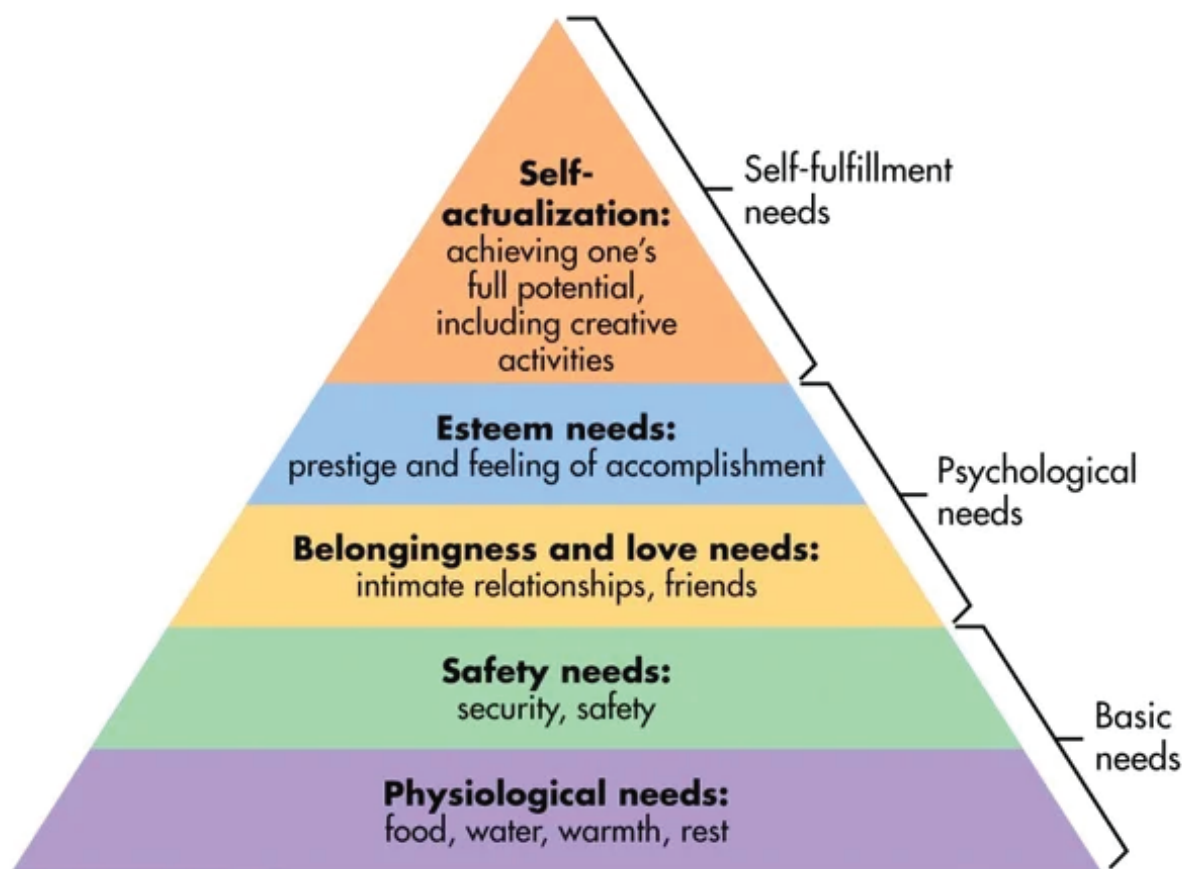 Self-
actualization:
achieving one's
full potential,
including creative
activities
Self-fulfillment
needs
Esteem needs:
prestige and feeling of accomplishment
Psychological
needs
Belongingness and love needs:
intimate relationships, friends
Safety needs:
security, safety
Basic
needs
Physiological needs:
food, water, warmth, rest